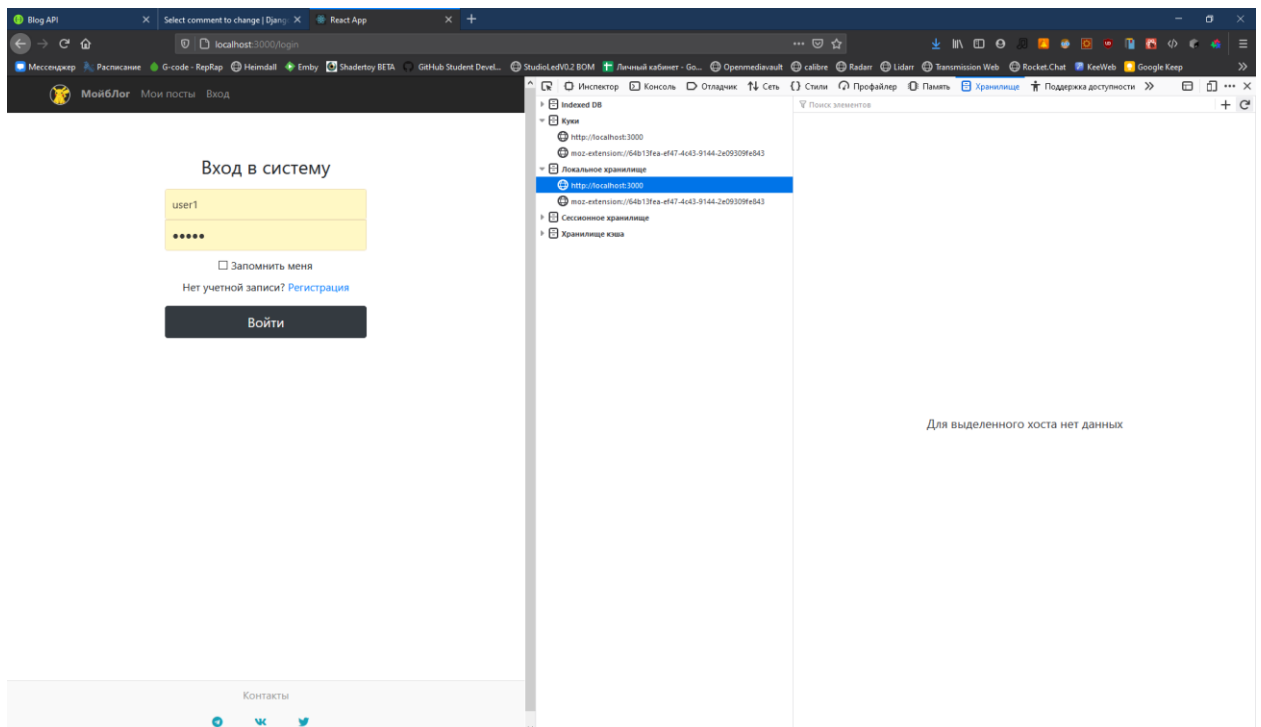 Blog API
Select comment to change | Djang
React App
localhost:3000/login
Мессенджер Расписание G-code - RepRap Heimdall Emby Shadertoy BETA GitHub Student Devel... StudioLedV0.2 BOM Личный кабинет - Go... Openmediavault calibre Radarr Lidarr Transmission Web Rocket.Chat KeeWeb Google Keep
МойбЛог Мои посты Вход
Инспектор Консоль Отладчик Сеть Стили Профайлер Память Хранилище Поддержка доступности
Indexed DB
Поиск элементов
Куки
http://localhost:3000
moz-extension://64b13fea-ef47-4c43-9144-2e09309fe843
Локальное хранилище
http://localhost:3000
moz-extension://64b13fea-ef47-4c43-9144-2e09309fe843
Сессионное хранилище
Хранилище кэша
Вход в систему
user1
•••••
Запомнить меня
Нет учетной записи? Регистрация
Войти
Для выделенного хоста нет данных
Контакты